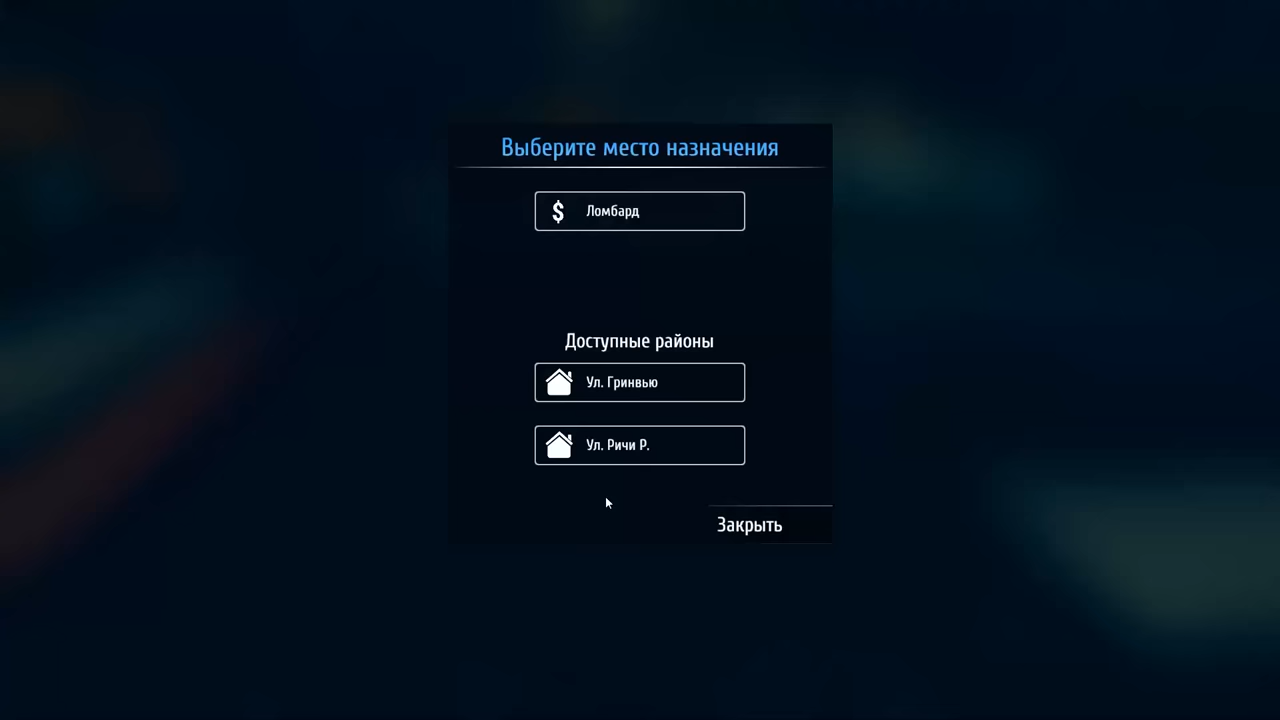 Выберите место назначения
$ Ломбард
Доступные районы
Ул. Гринвью
Ул. Ричи Р.
Закрыть